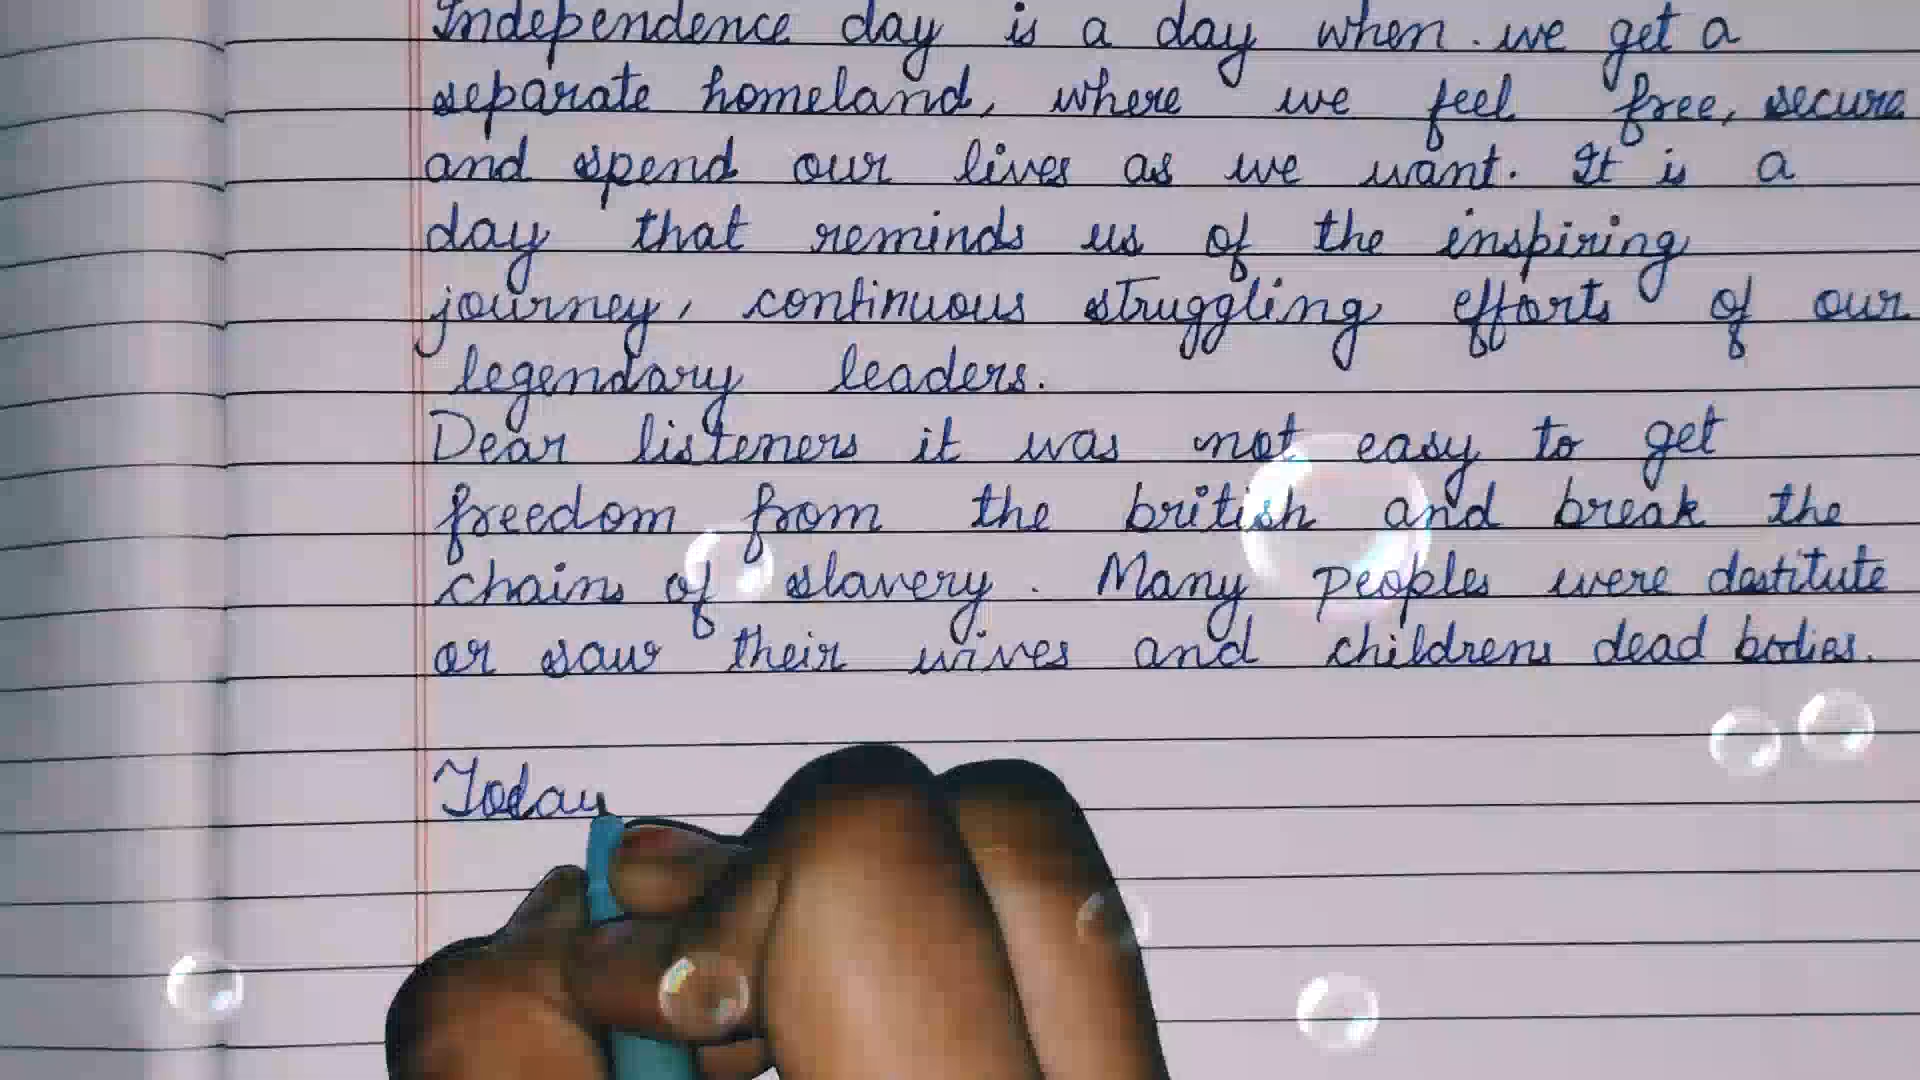 Independence day is a day when we get a
separate homeland, where we feel free, secure
and spend our lives as we want. It is a
day that reminds us of the inspiring
journey, continuous struggling efforts of our
legendary leaders.
Dear listeners it was not easy to get
freedom from the british and break the
chains of slavery. Many peoples were destitute
or saw their wives and childrens dead bodies.
Today